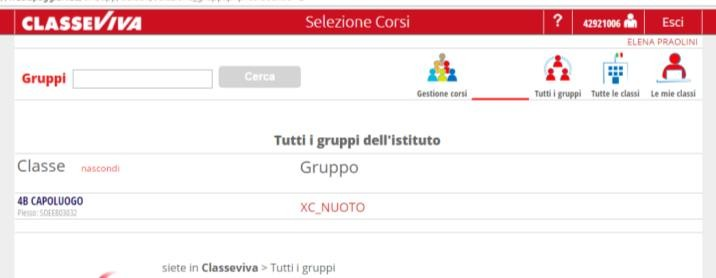 CLASSEVIVA Selezione Corsi ? 42921006 Esci
ELENA PRAOLINI
Gruppi Cerca
Gestione corsi Tutti i gruppi Tutte le classi Le mie classi
Tutti i gruppi dell'istituto
Classe nascondi Gruppo
4B CAPOLUOGO XC_NUOTO
Plesso: SOEE803032
siete in Classeviva > Tutti i gruppi